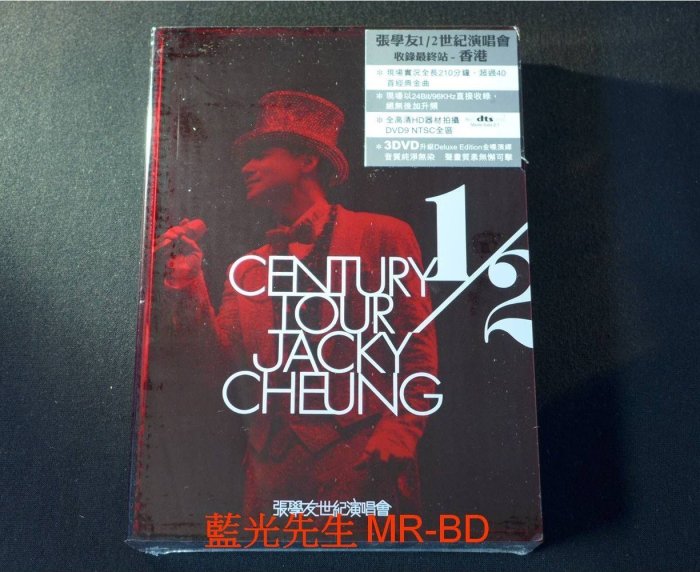 張學友1/2世紀演唱會
收錄最終站 - 香港
※ 現場實況全長210分鐘，超過40
首經典金曲
※ 現場以24Bit/96KHz直接收錄，
絕無後加升頻
※ 全高清HD器材拍攝
DVD9 NTSC全區
dts
※ 3DVD升級Deluxe Edition全嘜頂級
音質純淨無染 聲畫質素無懈可擊
1/2
CENTURY
TOUR
JACKY
CHEUNG
張學友世紀演唱會
藍光先生 MR-BD